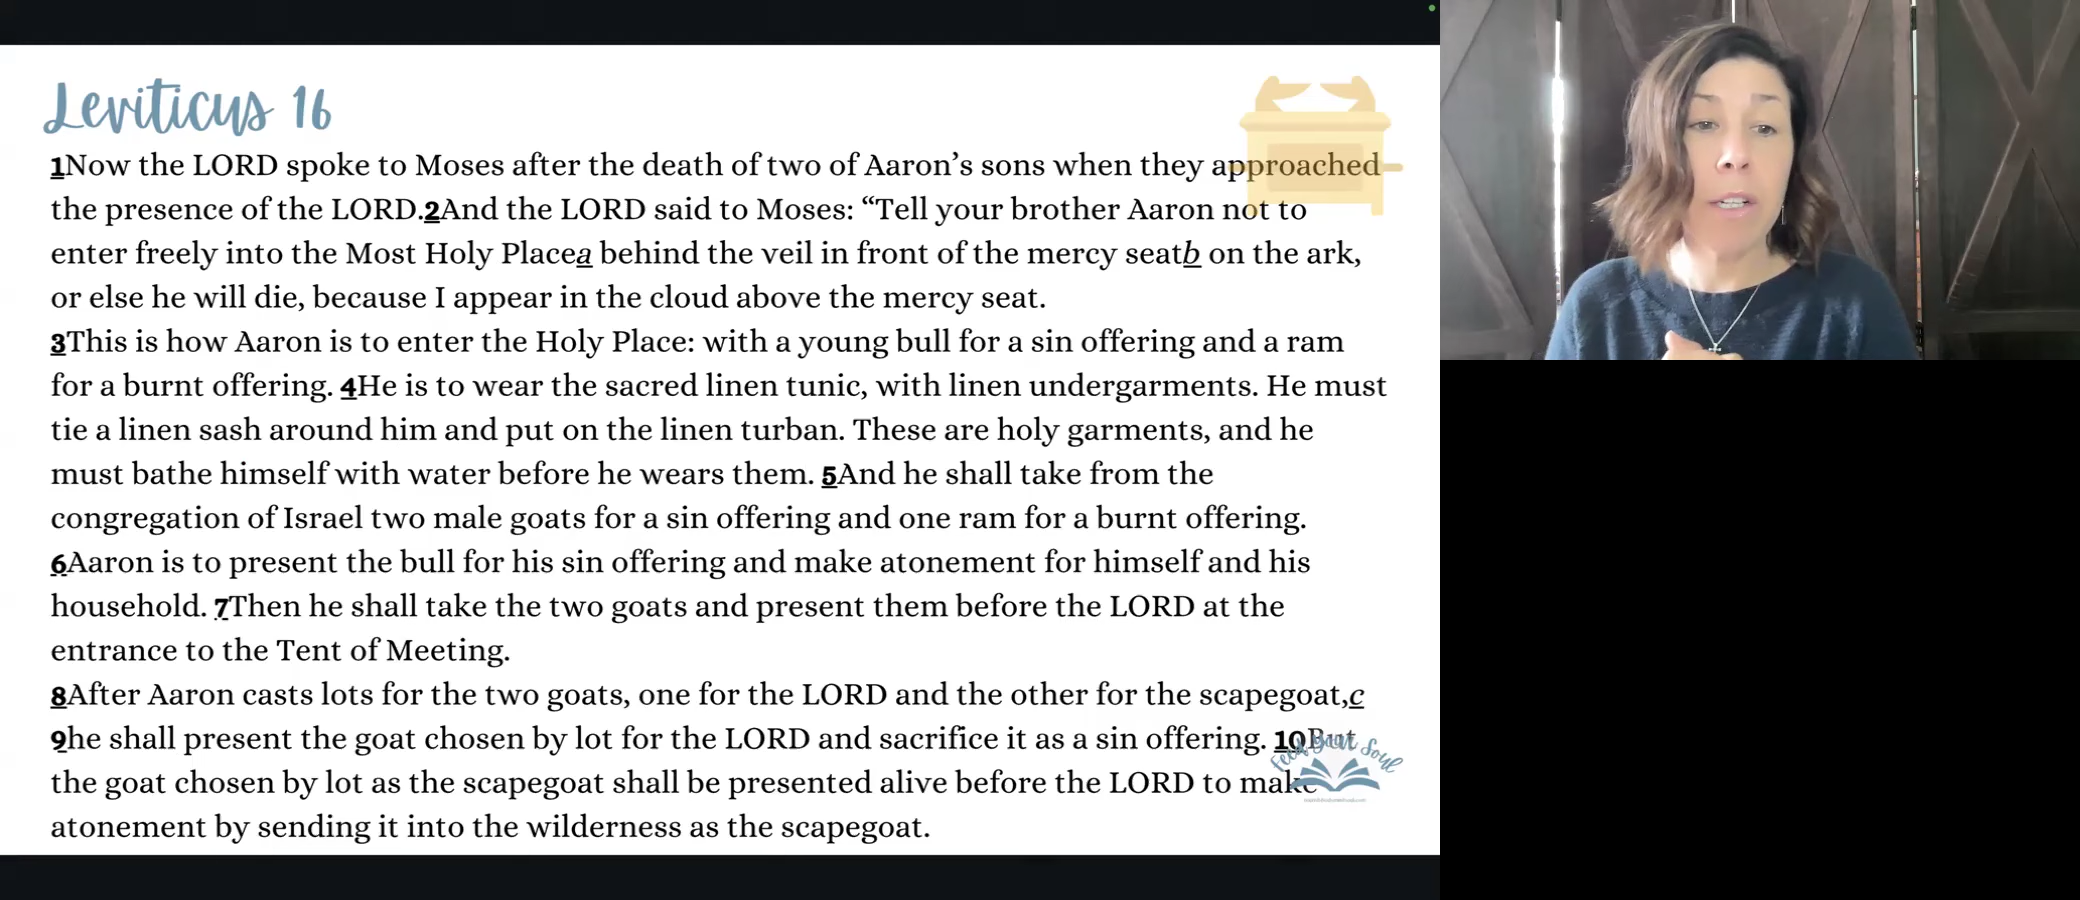 Leviticus 16
1Now the LORD spoke to Moses after the death of two of Aaron’s sons when they approached
the presence of the LORD.2And the LORD said to Moses: “Tell your brother Aaron not to
enter freely into the Most Holy Placea behind the veil in front of the mercy seatb on the ark,
or else he will die, because I appear in the cloud above the mercy seat.
3This is how Aaron is to enter the Holy Place: with a young bull for a sin offering and a ram
for a burnt offering. 4He is to wear the sacred linen tunic, with linen undergarments. He must
tie a linen sash around him and put on the linen turban. These are holy garments, and he
must bathe himself with water before he wears them. 5And he shall take from the
congregation of Israel two male goats for a sin offering and one ram for a burnt offering.
6Aaron is to present the bull for his sin offering and make atonement for himself and his
household. 7Then he shall take the two goats and present them before the LORD at the
entrance to the Tent of Meeting.
8After Aaron casts lots for the two goats, one for the LORD and the other for the scapegoat,c
9he shall present the goat chosen by lot for the LORD and sacrifice it as a sin offering. 10But
the goat chosen by lot as the scapegoat shall be presented alive before the LORD to make
atonement by sending it into the wilderness as the scapegoat.
Feed Your Soul